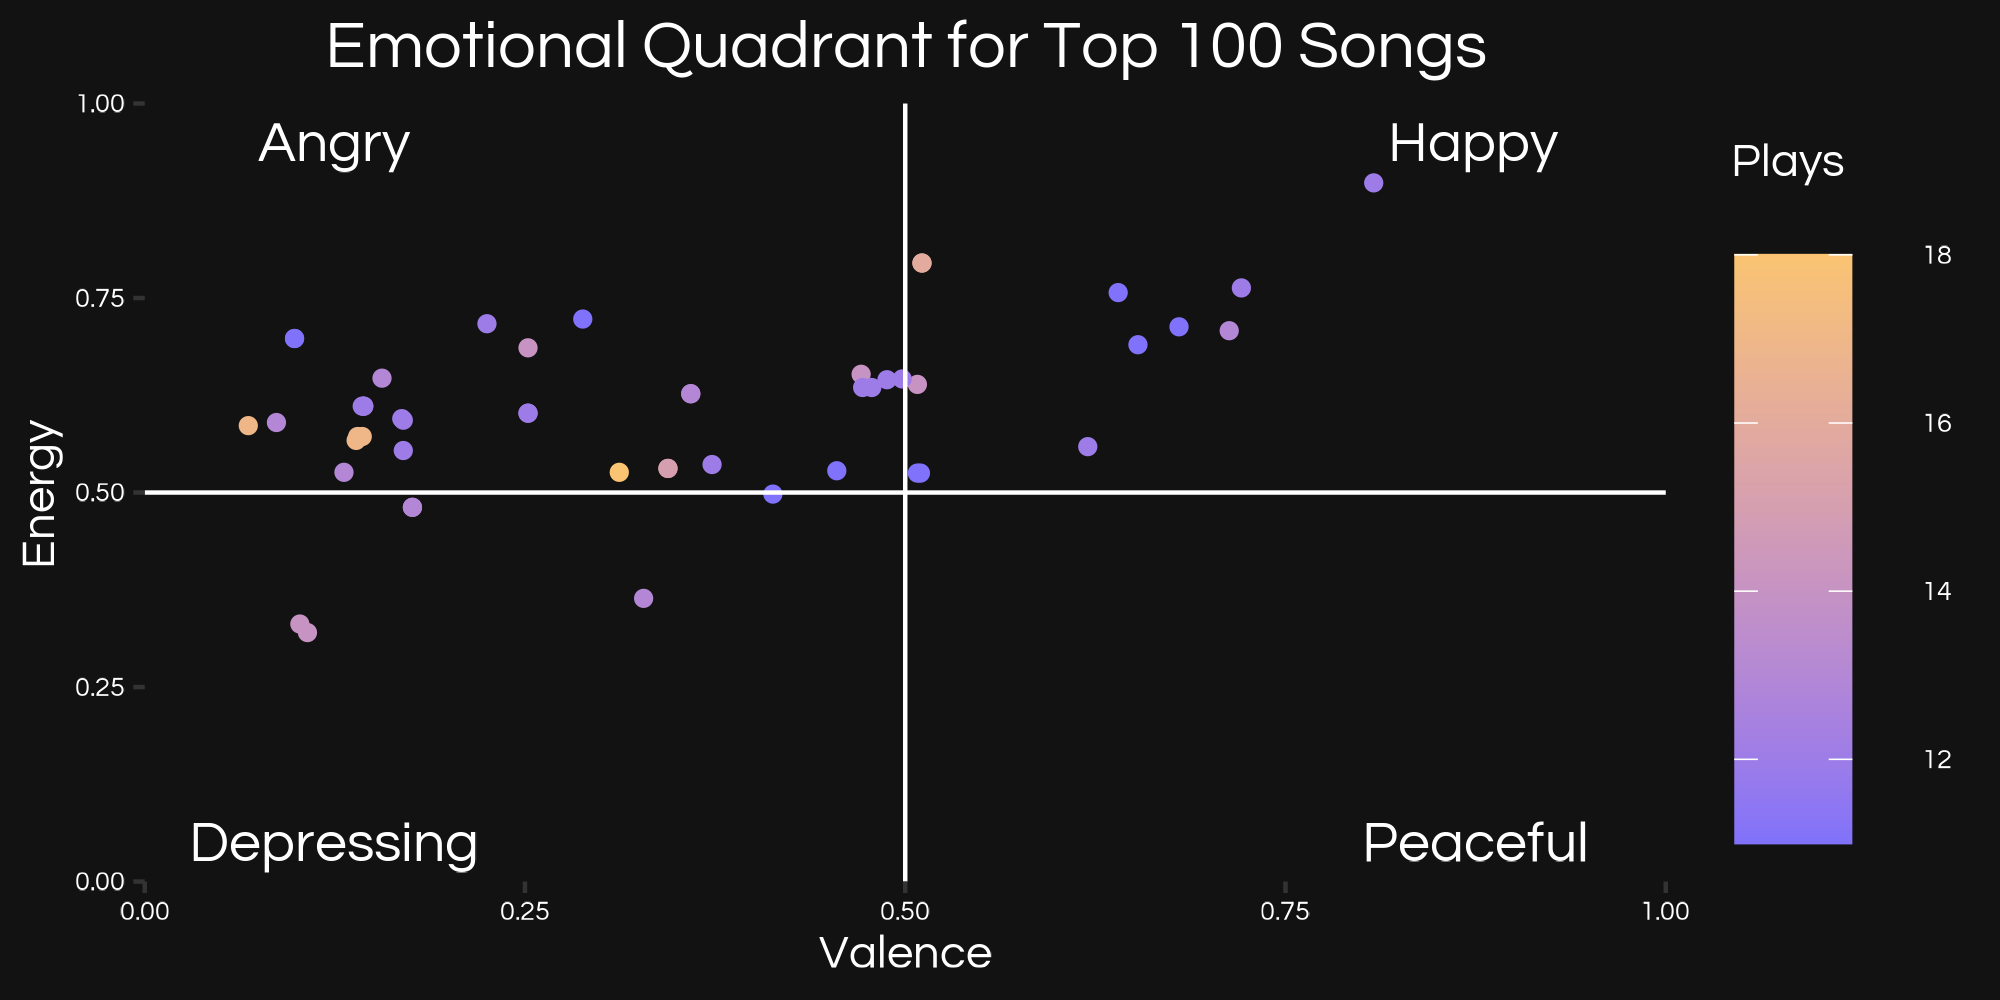 Emotional Quadrant for Top 100 Songs
1.00
Angry
Happy
Plays
18
0.75
16
Energy
0.50
14
0.25
12
Depressing
Peaceful
0.00
0.00
0.25
0.50
0.75
1.00
Valence